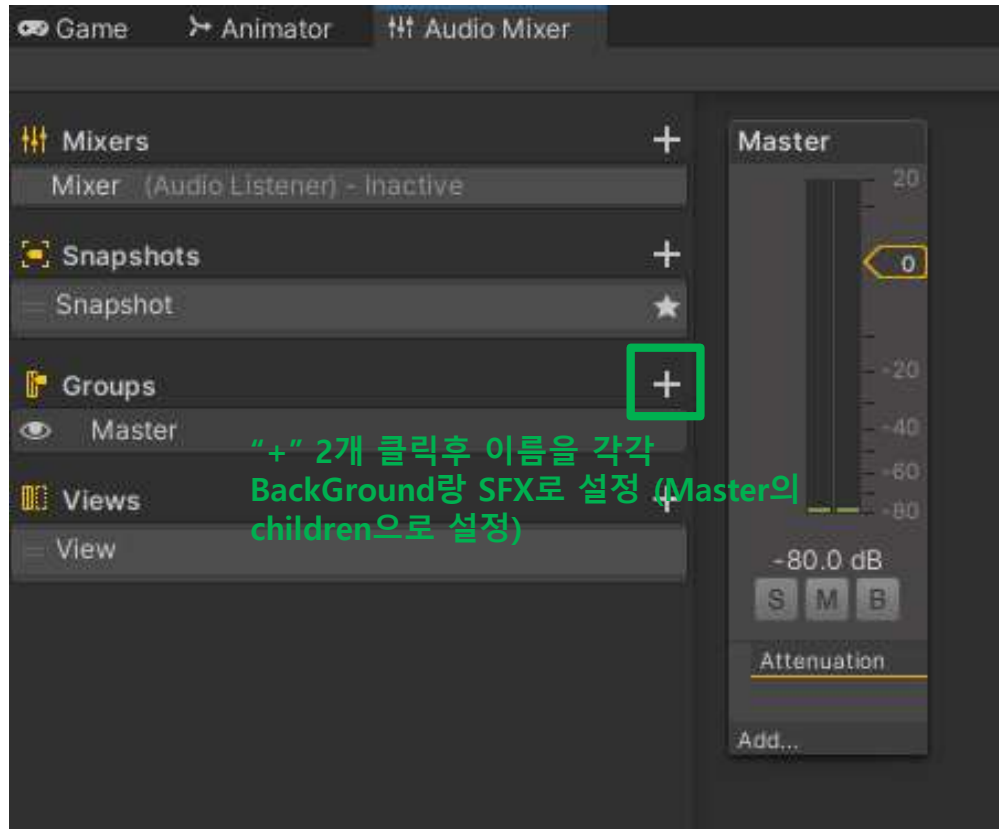 Game Animator Audio Mixer
Mixers
Mixer (Audio Listener) - Inactive
Snapshots
Snapshot
Groups
Master
Views
View
“+” 2개 클릭후 이름을 각각
BackGround랑 SFX로 설정 (Master의
children으로 설정)
Master
20
0
-20
-40
-60
-80
-80.0 dB
S M B
Attenuation
Add...